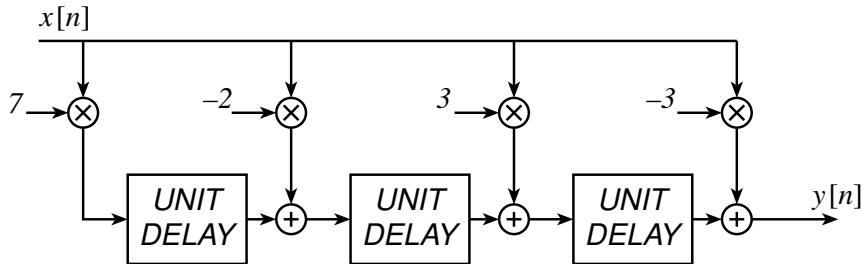 x[n]
7
–2
3
–3
UNIT
DELAY
UNIT
DELAY
UNIT
DELAY
y[n]